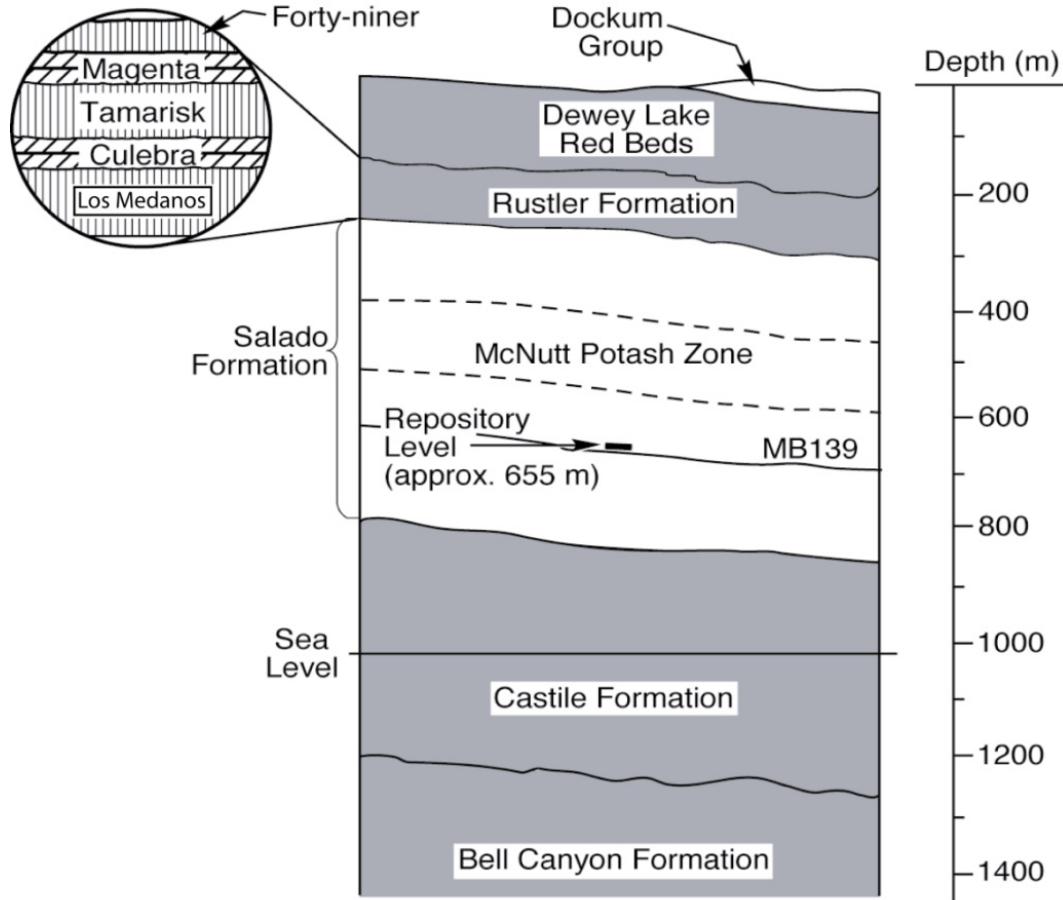 Forty-niner
Magenta
Tamarisk
Culebra
Los Medanos
Dockum
Group
Depth (m)
Dewey Lake
Red Beds
200
Rustler Formation
400
Salado
Formation
McNutt Potash Zone
600
Repository
Level
(approx. 655 m)
MB139
800
Sea
Level
1000
Castile Formation
1200
Bell Canyon Formation
1400